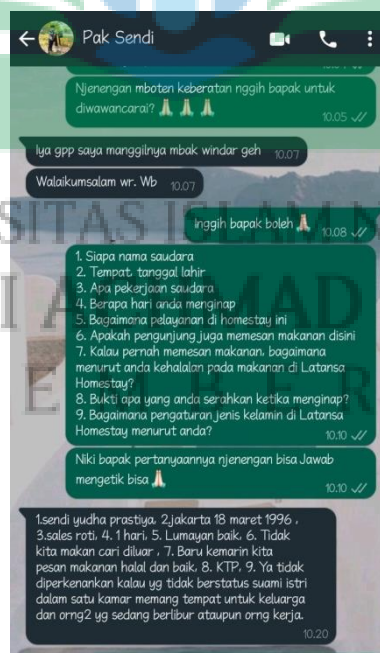 Pak Sendi
Njenengan mboten keberatan nggih bapak untuk
diwawancarai? 🙏🏻 🙏🏻 🙏🏻
10.05
Iya gpp saya manggilnya mbak windar geh
10.07
Walaikumsalam wr. Wb
10.07
Inggih bapak boleh 🙏🏻
10.08
1. Siapa nama saudara
2. Tempat, tanggal lahir
3. Apa pekerjaan saudara
4. Berapa hari anda menginap
5. Bagaimana pelayanan di homestay ini
6. Apakah pengunjung juga memesan makanan disini
7. Kalau pernah memesan makanan, bagaimana
menurut anda kehalalan pada makanan di Latansa
Homestay?
8. Bukti apa yang anda serahkan ketika menginap?
9. Bagaimana pengaturan jenis kelamin di Latansa
Homestay menurut anda?
10.10
Niki bapak pertanyaannya njenengan bisa Jawab
mengetik bisa 🙏🏻
10.10
1.sendi yudha prastiya, 2.jakarta 18 maret 1996 ,
3.sales roti, 4. 1 hari, 5. Lumayan baik, 6. Tidak
kita makan cari diluar , 7. Baru kemarin kita
pesan makanan halal dan baik, 8. KTP, 9. Ya tidak
diperkenankan kalau yg tidak berstatus suami istri
dalam satu kamar memang tempat untuk keluarga
dan orng2 yg sedang berlibur ataupun orng kerja.
10.20